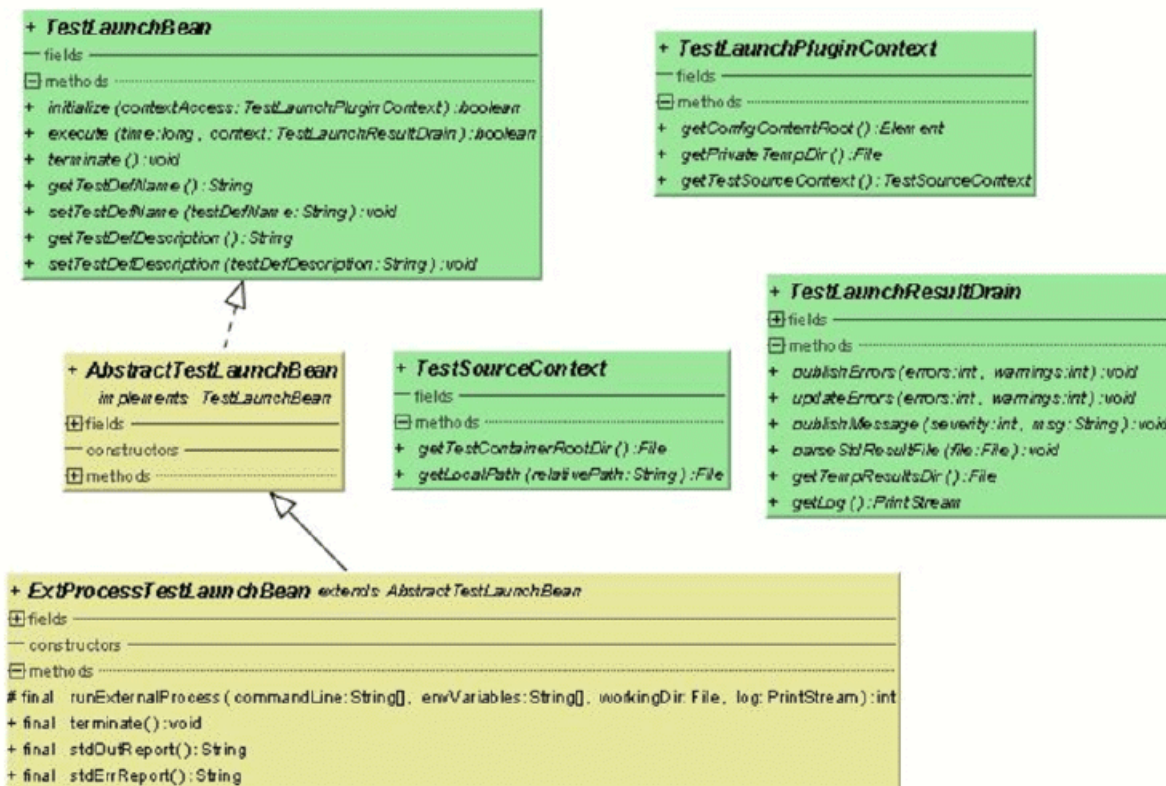 + TestLaunchBean
fields
methods
+ initialize (contextAccess: TestLaunchPluginContext) :boolean
+ execute (time:long , context: TestLaunchResultDrain) :boolean
+ terminate () :void
+ getTestDefName () : String
+ setTestDefName (testDefName: String) : void
+ getTestDefDescription () : String
+ setTestDefDescription (testDefDescription: String) : void
+ TestLaunchPluginContext
fields
methods
+ getConfigContentRoot () :Element
+ getPrivateTempDir () :File
+ getTestSourceContext () : TestSourceContext
+ TestLaunchResultDrain
fields
methods
+ publishErrors (errors:int , warnings:int) : void
+ updateErrors (errors:int , warnings:int) : void
+ publishMessage (severity:int , msg: String) : void
+ parseStdResultFile (file:File) : void
+ getTempResultsDir () :File
+ getLog () :PrintStream
+ AbstractTestLaunchBean
implements TestLaunchBean
fields
constructors
methods
+ TestSourceContext
fields
methods
+ getTestContainerRootDir () :File
+ getLocalPath (relativePath: String) :File
+ ExtProcessTestLaunchBean extends AbstractTestLaunchBean
fields
constructors
methods
# final runExternalProcess ( commandLine: String[], envVariables: String[], workingDir: File, log: PrintStream) : int
+ final terminate() : void
+ final stdOutReport() : String
+ final stdErrReport() : String